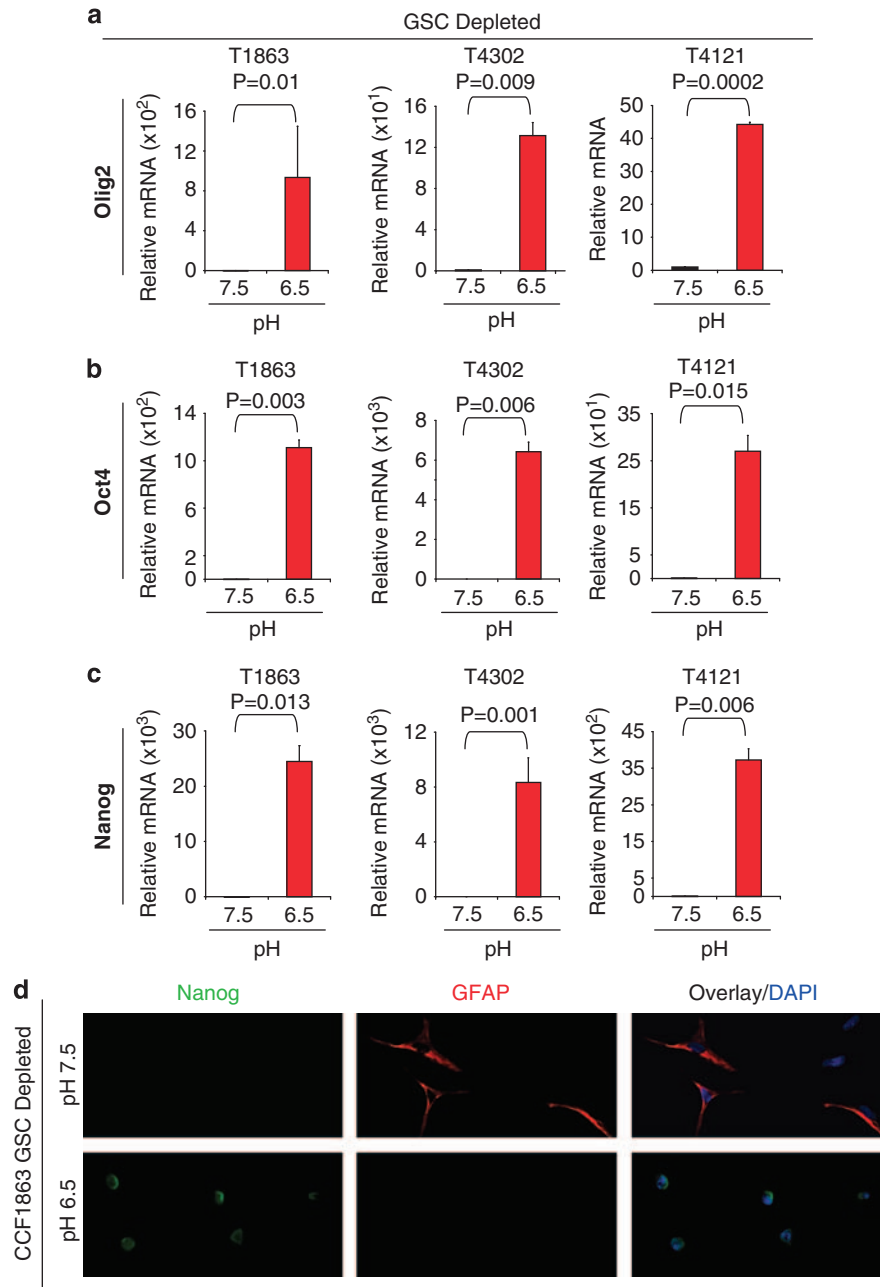 a
GSC Depleted
T1863
P=0.01
T4302
P=0.009
T4121
P=0.0002
Olig2
Relative mRNA (x10²)
16
12
8
4
0
7.5 6.5
pH
Relative mRNA (x10¹)
16
12
8
4
0
7.5 6.5
pH
Relative mRNA
50
40
30
20
10
0
7.5 6.5
pH
b
T1863
P=0.003
T4302
P=0.006
T4121
P=0.015
Oct4
Relative mRNA (x10²)
14
10
6
2
0
7.5 6.5
pH
Relative mRNA (x10³)
8
6
4
2
0
7.5 6.5
pH
Relative mRNA (x10¹)
35
25
15
5
0
7.5 6.5
pH
c
T1863
P=0.013
T4302
P=0.001
T4121
P=0.006
Nanog
Relative mRNA (x10³)
30
20
10
0
7.5 6.5
pH
Relative mRNA (x10³)
12
8
4
0
7.5 6.5
pH
Relative mRNA (x10²)
45
35
25
15
5
0
7.5 6.5
pH
d
Nanog
GFAP
Overlay/DAPI
CCF1863 GSC Depleted
pH 7.5
pH 6.5